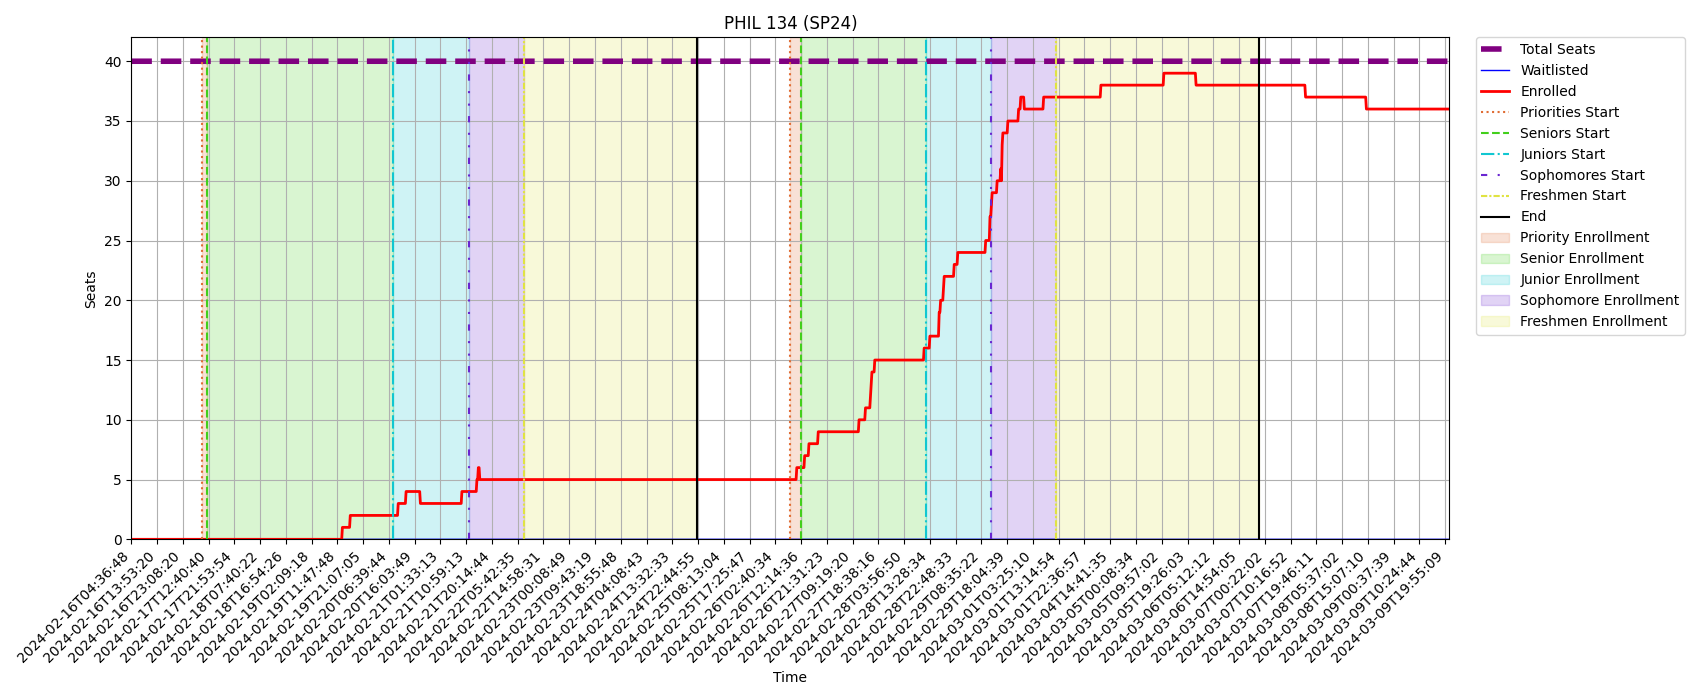 PHIL 134 (SP24)
Seats
40
35
30
25
20
15
10
5
0
2024-02-16T04:36:48
2024-02-16T13:53:20
2024-02-16T23:08:20
2024-02-17T12:40:40
2024-02-17T21:53:54
2024-02-18T07:40:22
2024-02-18T16:54:26
2024-02-19T02:09:18
2024-02-19T11:47:48
2024-02-19T21:07:05
2024-02-20T06:39:44
2024-02-20T16:03:49
2024-02-21T01:33:13
2024-02-21T10:59:13
2024-02-21T20:14:44
2024-02-22T05:42:35
2024-02-22T14:58:31
2024-02-23T00:08:49
2024-02-23T09:43:19
2024-02-23T18:55:48
2024-02-24T04:08:43
2024-02-24T13:32:33
2024-02-24T22:44:55
2024-02-25T08:13:04
2024-02-25T17:25:47
2024-02-26T02:40:34
2024-02-26T12:14:36
2024-02-26T21:31:23
2024-02-27T09:19:20
2024-02-27T18:38:16
2024-02-28T03:56:50
2024-02-28T13:28:34
2024-02-28T22:48:33
2024-02-29T08:35:22
2024-02-29T18:04:39
2024-03-01T03:25:10
2024-03-01T13:14:54
2024-03-01T22:36:57
2024-03-04T14:41:35
2024-03-05T00:08:34
2024-03-05T09:57:02
2024-03-05T19:26:03
2024-03-06T05:12:12
2024-03-06T14:54:05
2024-03-07T00:22:02
2024-03-07T10:16:52
2024-03-07T19:46:11
2024-03-08T05:37:02
2024-03-08T15:07:10
2024-03-09T00:37:39
2024-03-09T10:24:44
2024-03-09T19:55:09
Time
Total Seats
Waitlisted
Enrolled
Priorities Start
Seniors Start
Juniors Start
Sophomores Start
Freshmen Start
End
Priority Enrollment
Senior Enrollment
Junior Enrollment
Sophomore Enrollment
Freshmen Enrollment